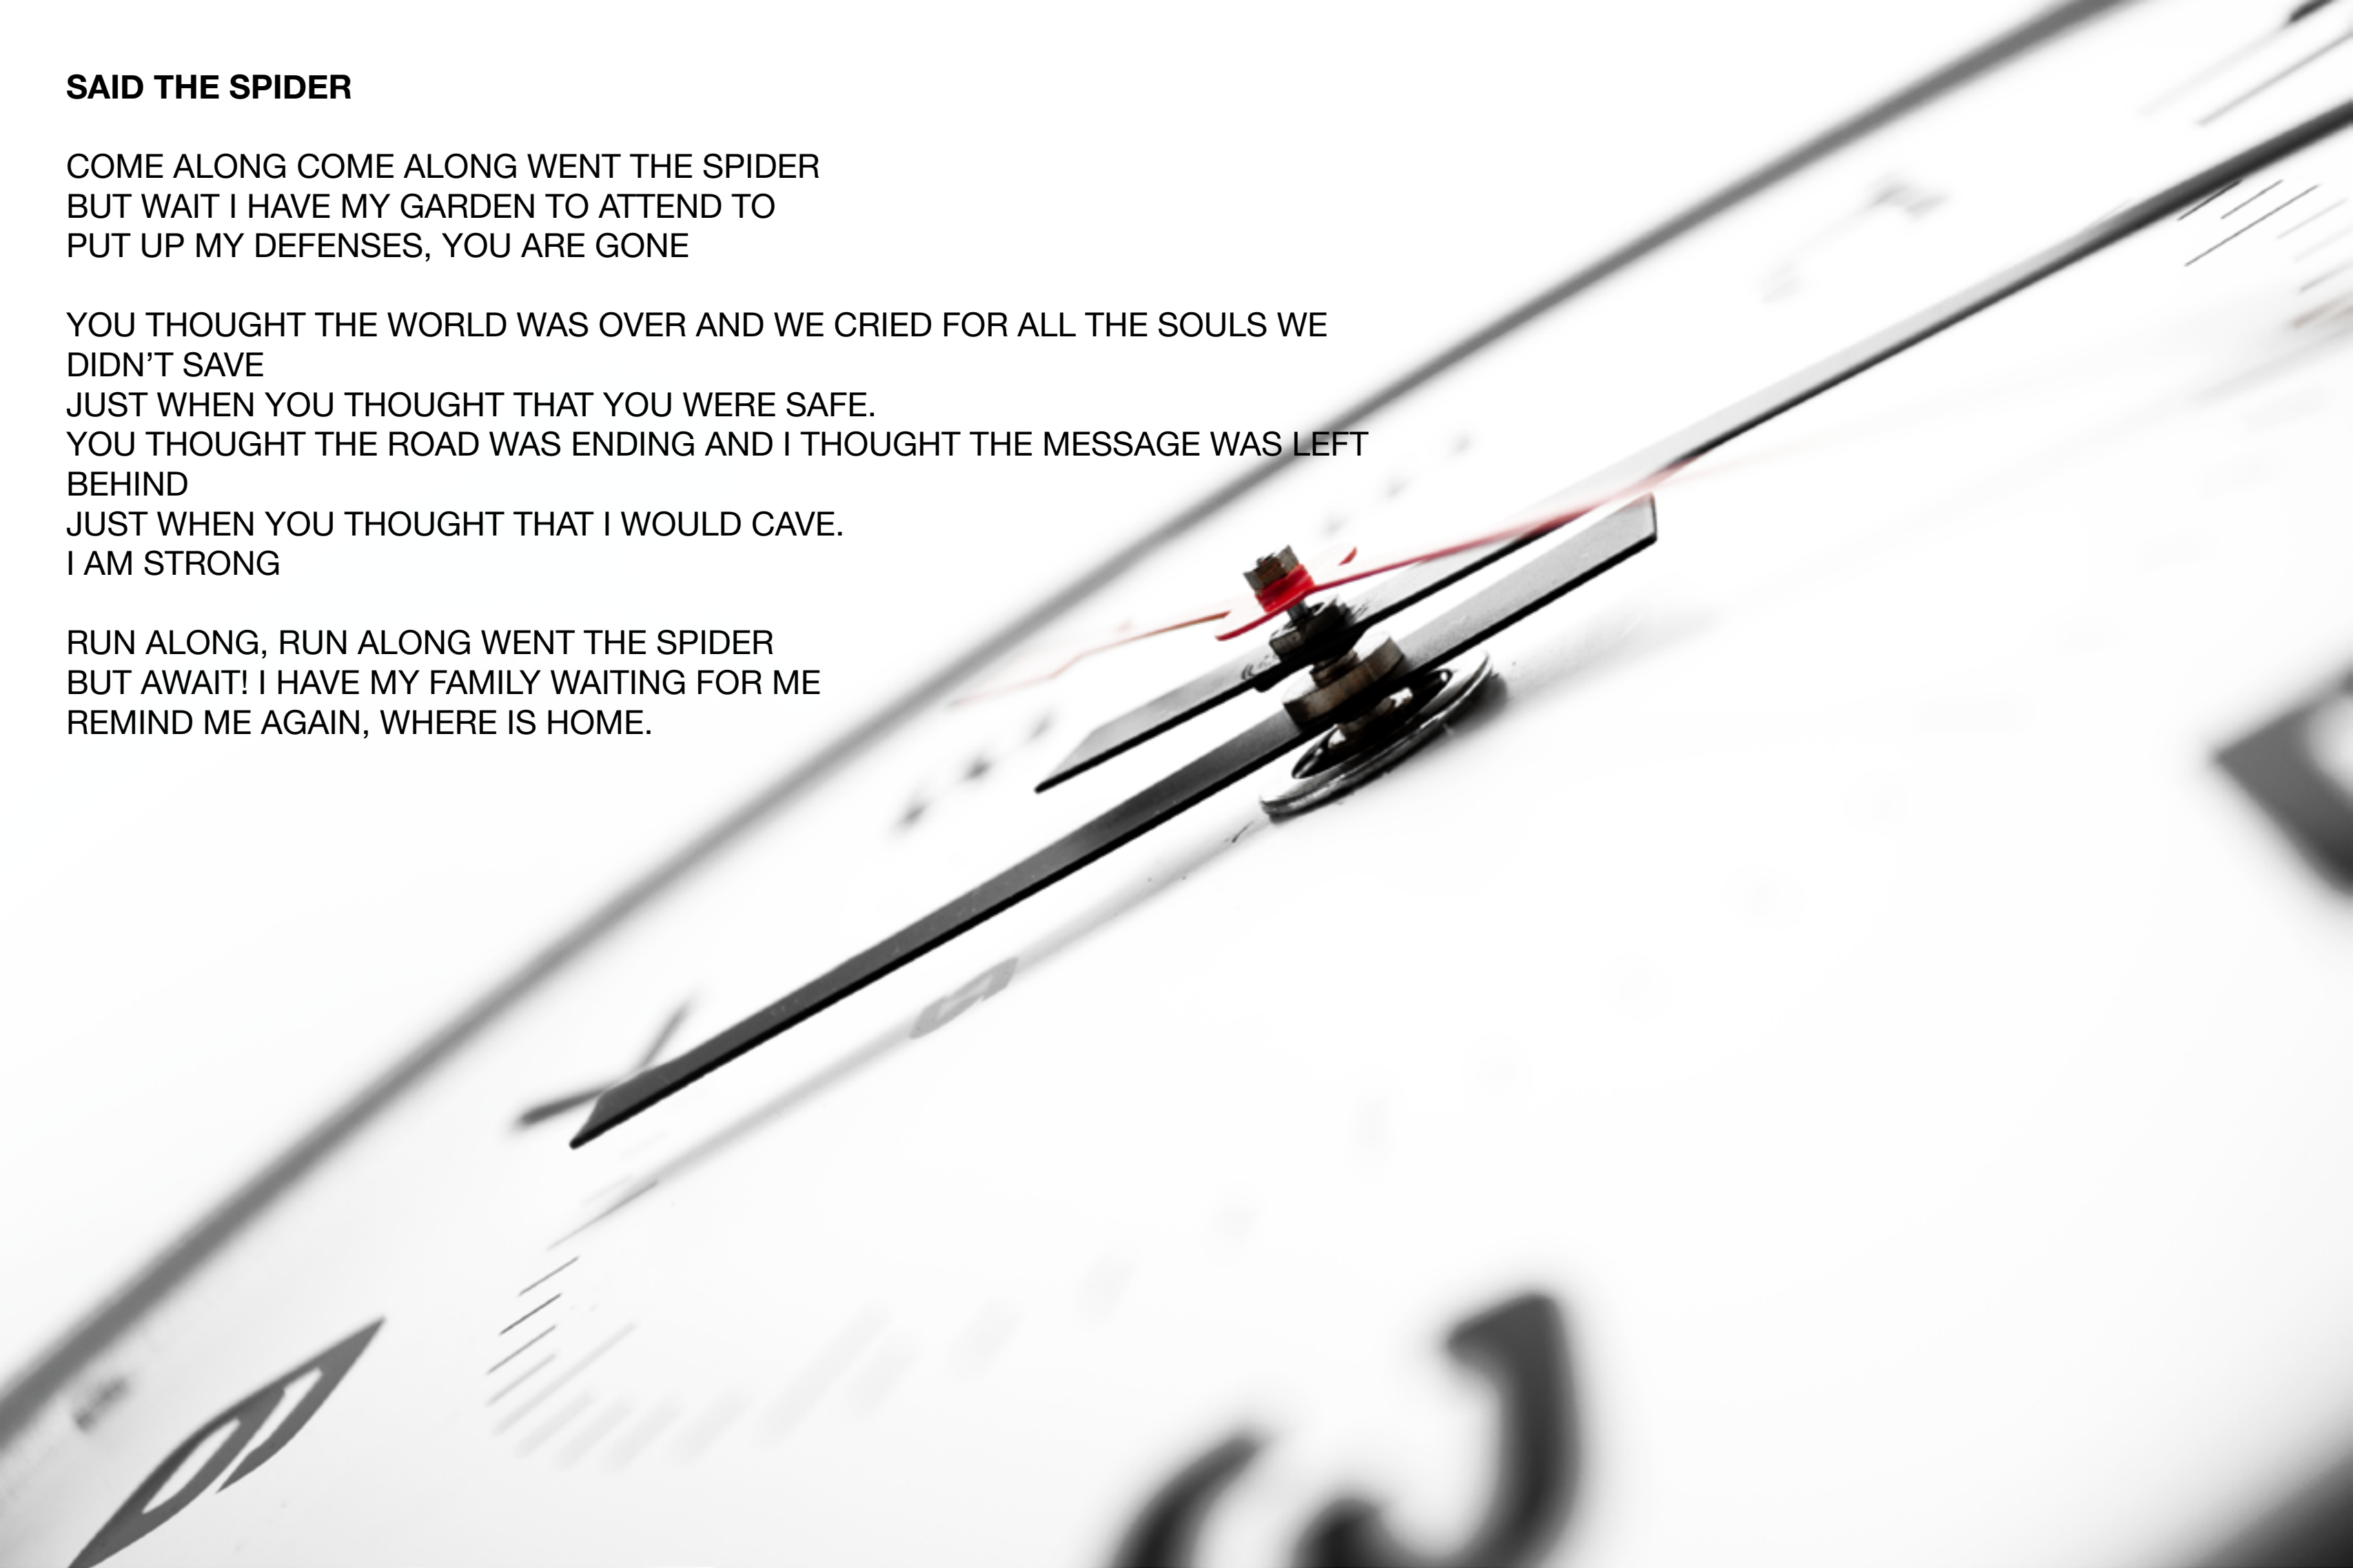 SAID THE SPIDER
COME ALONG COME ALONG WENT THE SPIDER
BUT WAIT I HAVE MY GARDEN TO ATTEND TO
PUT UP MY DEFENSES, YOU ARE GONE
YOU THOUGHT THE WORLD WAS OVER AND WE CRIED FOR ALL THE SOULS WE
DIDN’T SAVE
JUST WHEN YOU THOUGHT THAT YOU WERE SAFE.
YOU THOUGHT THE ROAD WAS ENDING AND I THOUGHT THE MESSAGE WAS LEFT
BEHIND
JUST WHEN YOU THOUGHT THAT I WOULD CAVE.
I AM STRONG
RUN ALONG, RUN ALONG WENT THE SPIDER
BUT AWAIT! I HAVE MY FAMILY WAITING FOR ME
REMIND ME AGAIN, WHERE IS HOME.